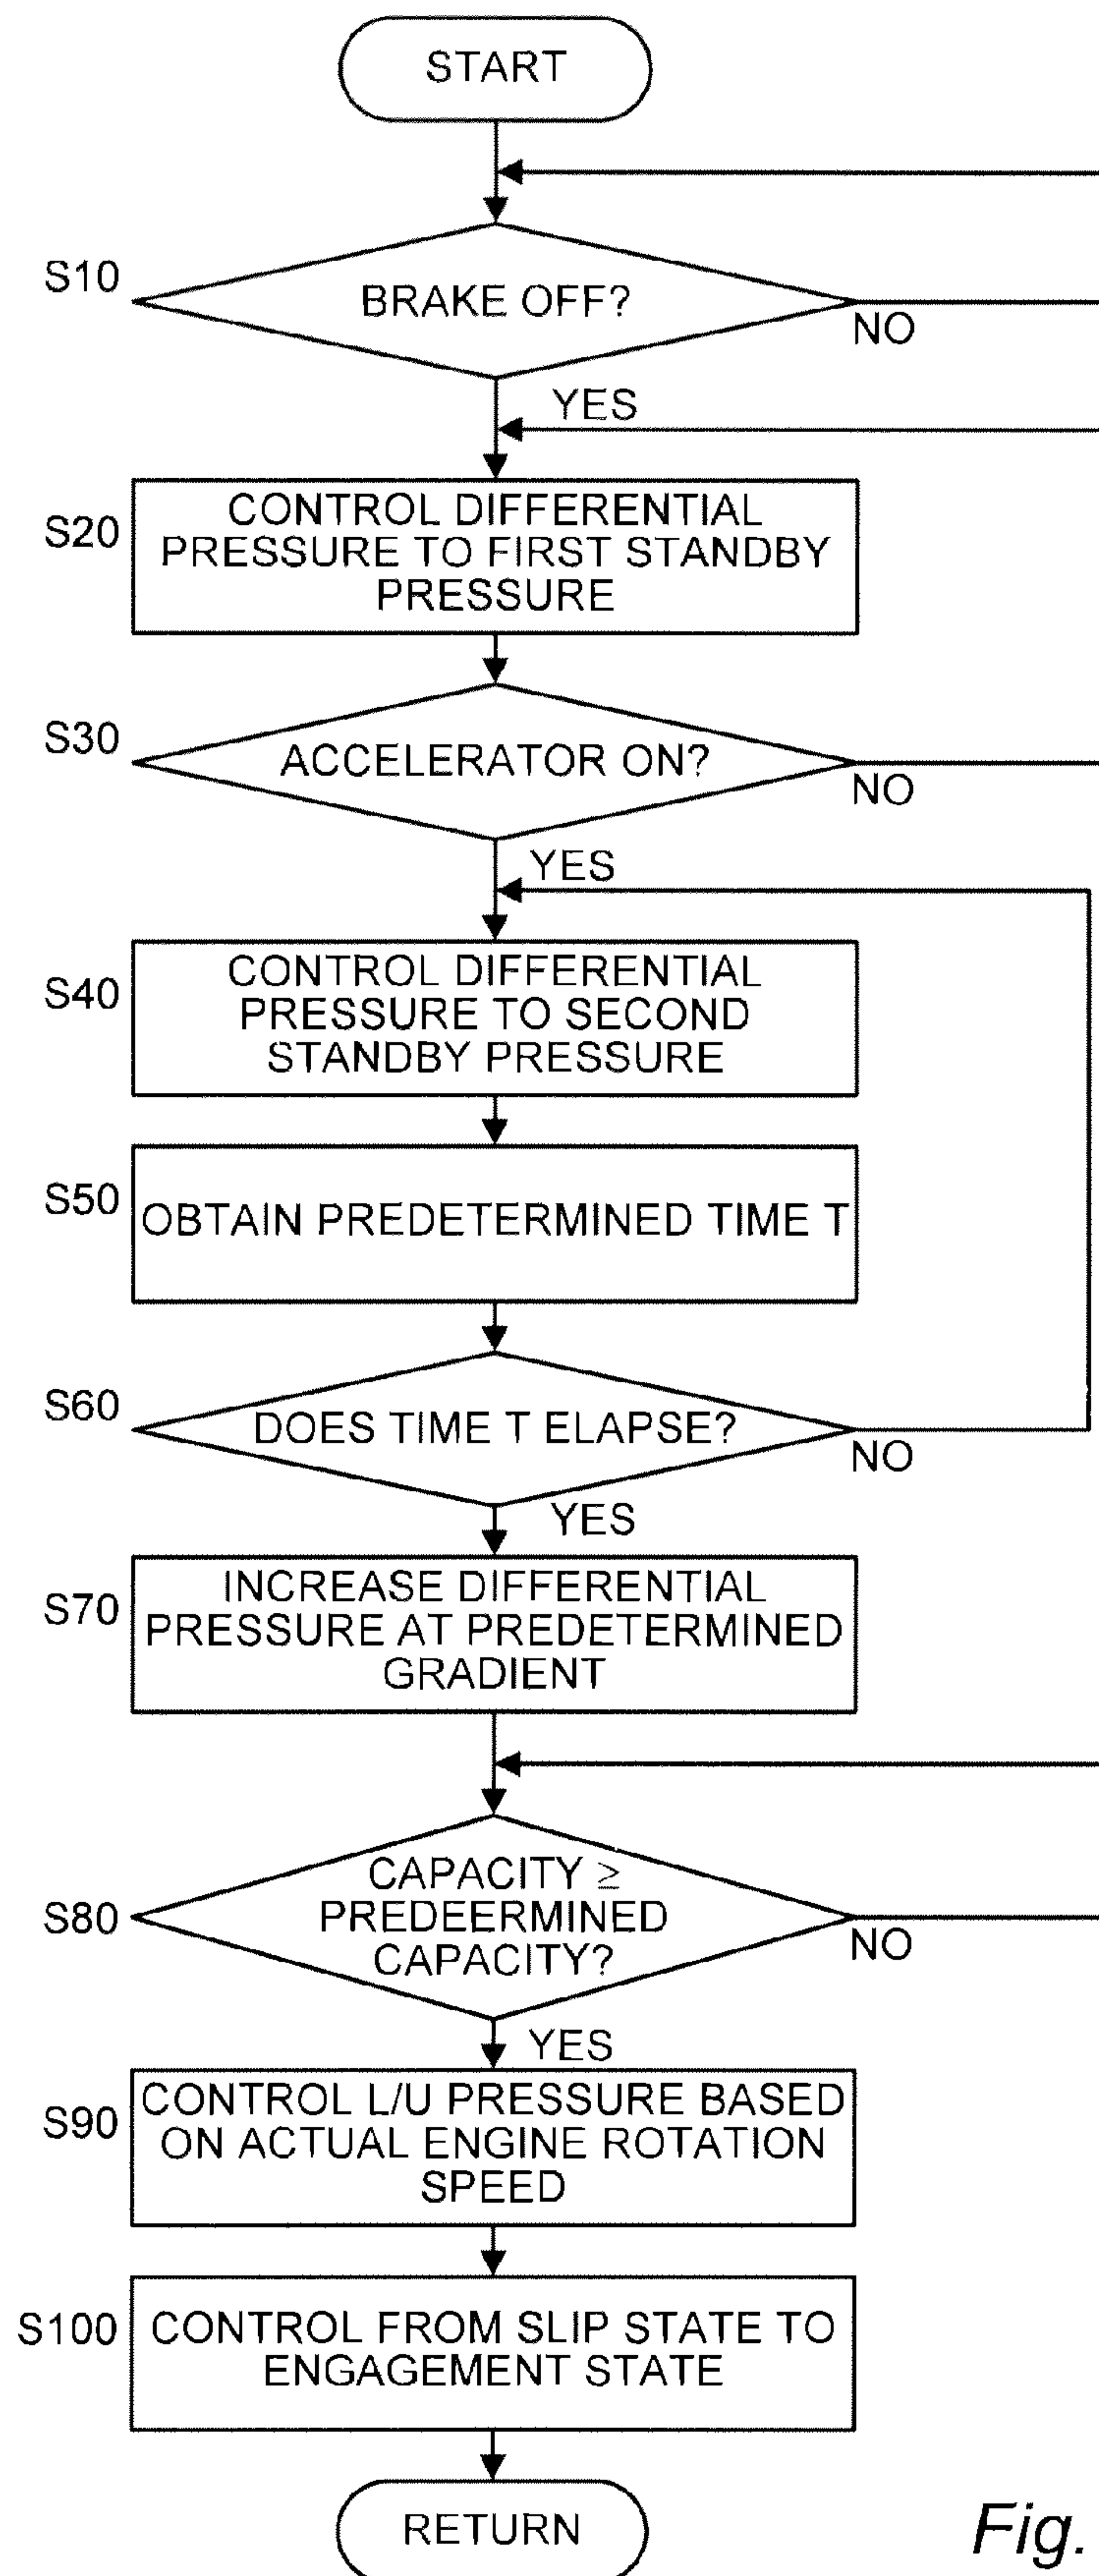 START
S10
BRAKE OFF?
NO
YES
S20
CONTROL DIFFERENTIAL
PRESSURE TO FIRST STANDBY
PRESSURE
S30
ACCELERATOR ON?
NO
YES
S40
CONTROL DIFFERENTIAL
PRESSURE TO SECOND
STANDBY PRESSURE
S50
OBTAIN PREDETERMINED TIME T
S60
DOES TIME T ELAPSE?
NO
YES
S70
INCREASE DIFFERENTIAL
PRESSURE AT PREDETERMINED
GRADIENT
S80
CAPACITY ≥
PREDEERMINED
CAPACITY?
NO
YES
S90
CONTROL L/U PRESSURE BASED
ON ACTUAL ENGINE ROTATION
SPEED
S100
CONTROL FROM SLIP STATE TO
ENGAGEMENT STATE
RETURN
Fig.